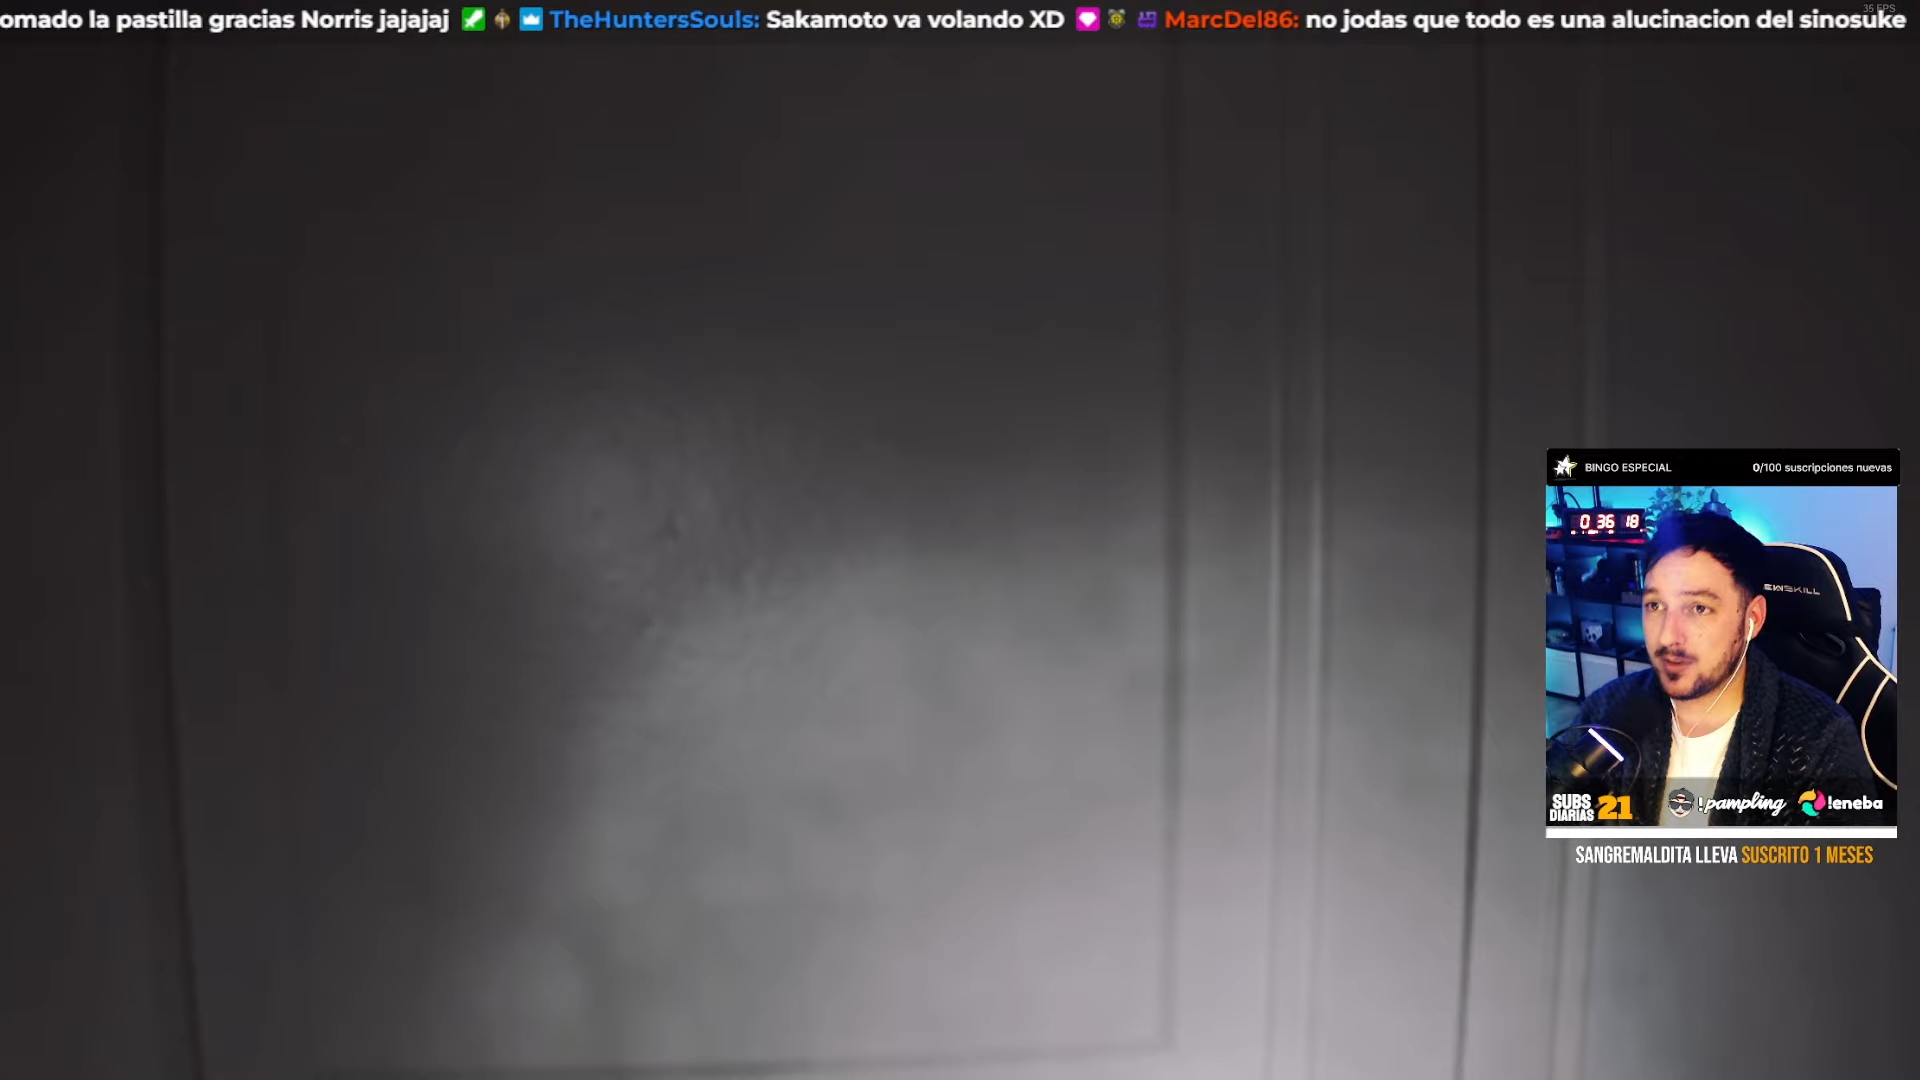 omado la pastilla gracias Norris jajajaj TheHuntersSouls: Sakamoto va volando XD MarcDel86: no jodas que todo es una alucinacion del sinosuke
35 FPS
BINGO ESPECIAL 0/100 suscripciones nuevas
0 36 18
EWSKILL
SUBS DIARIAS 21 !pampling !eneba
SANGREMALDITA LLEVA SUSCRITO 1 MESES